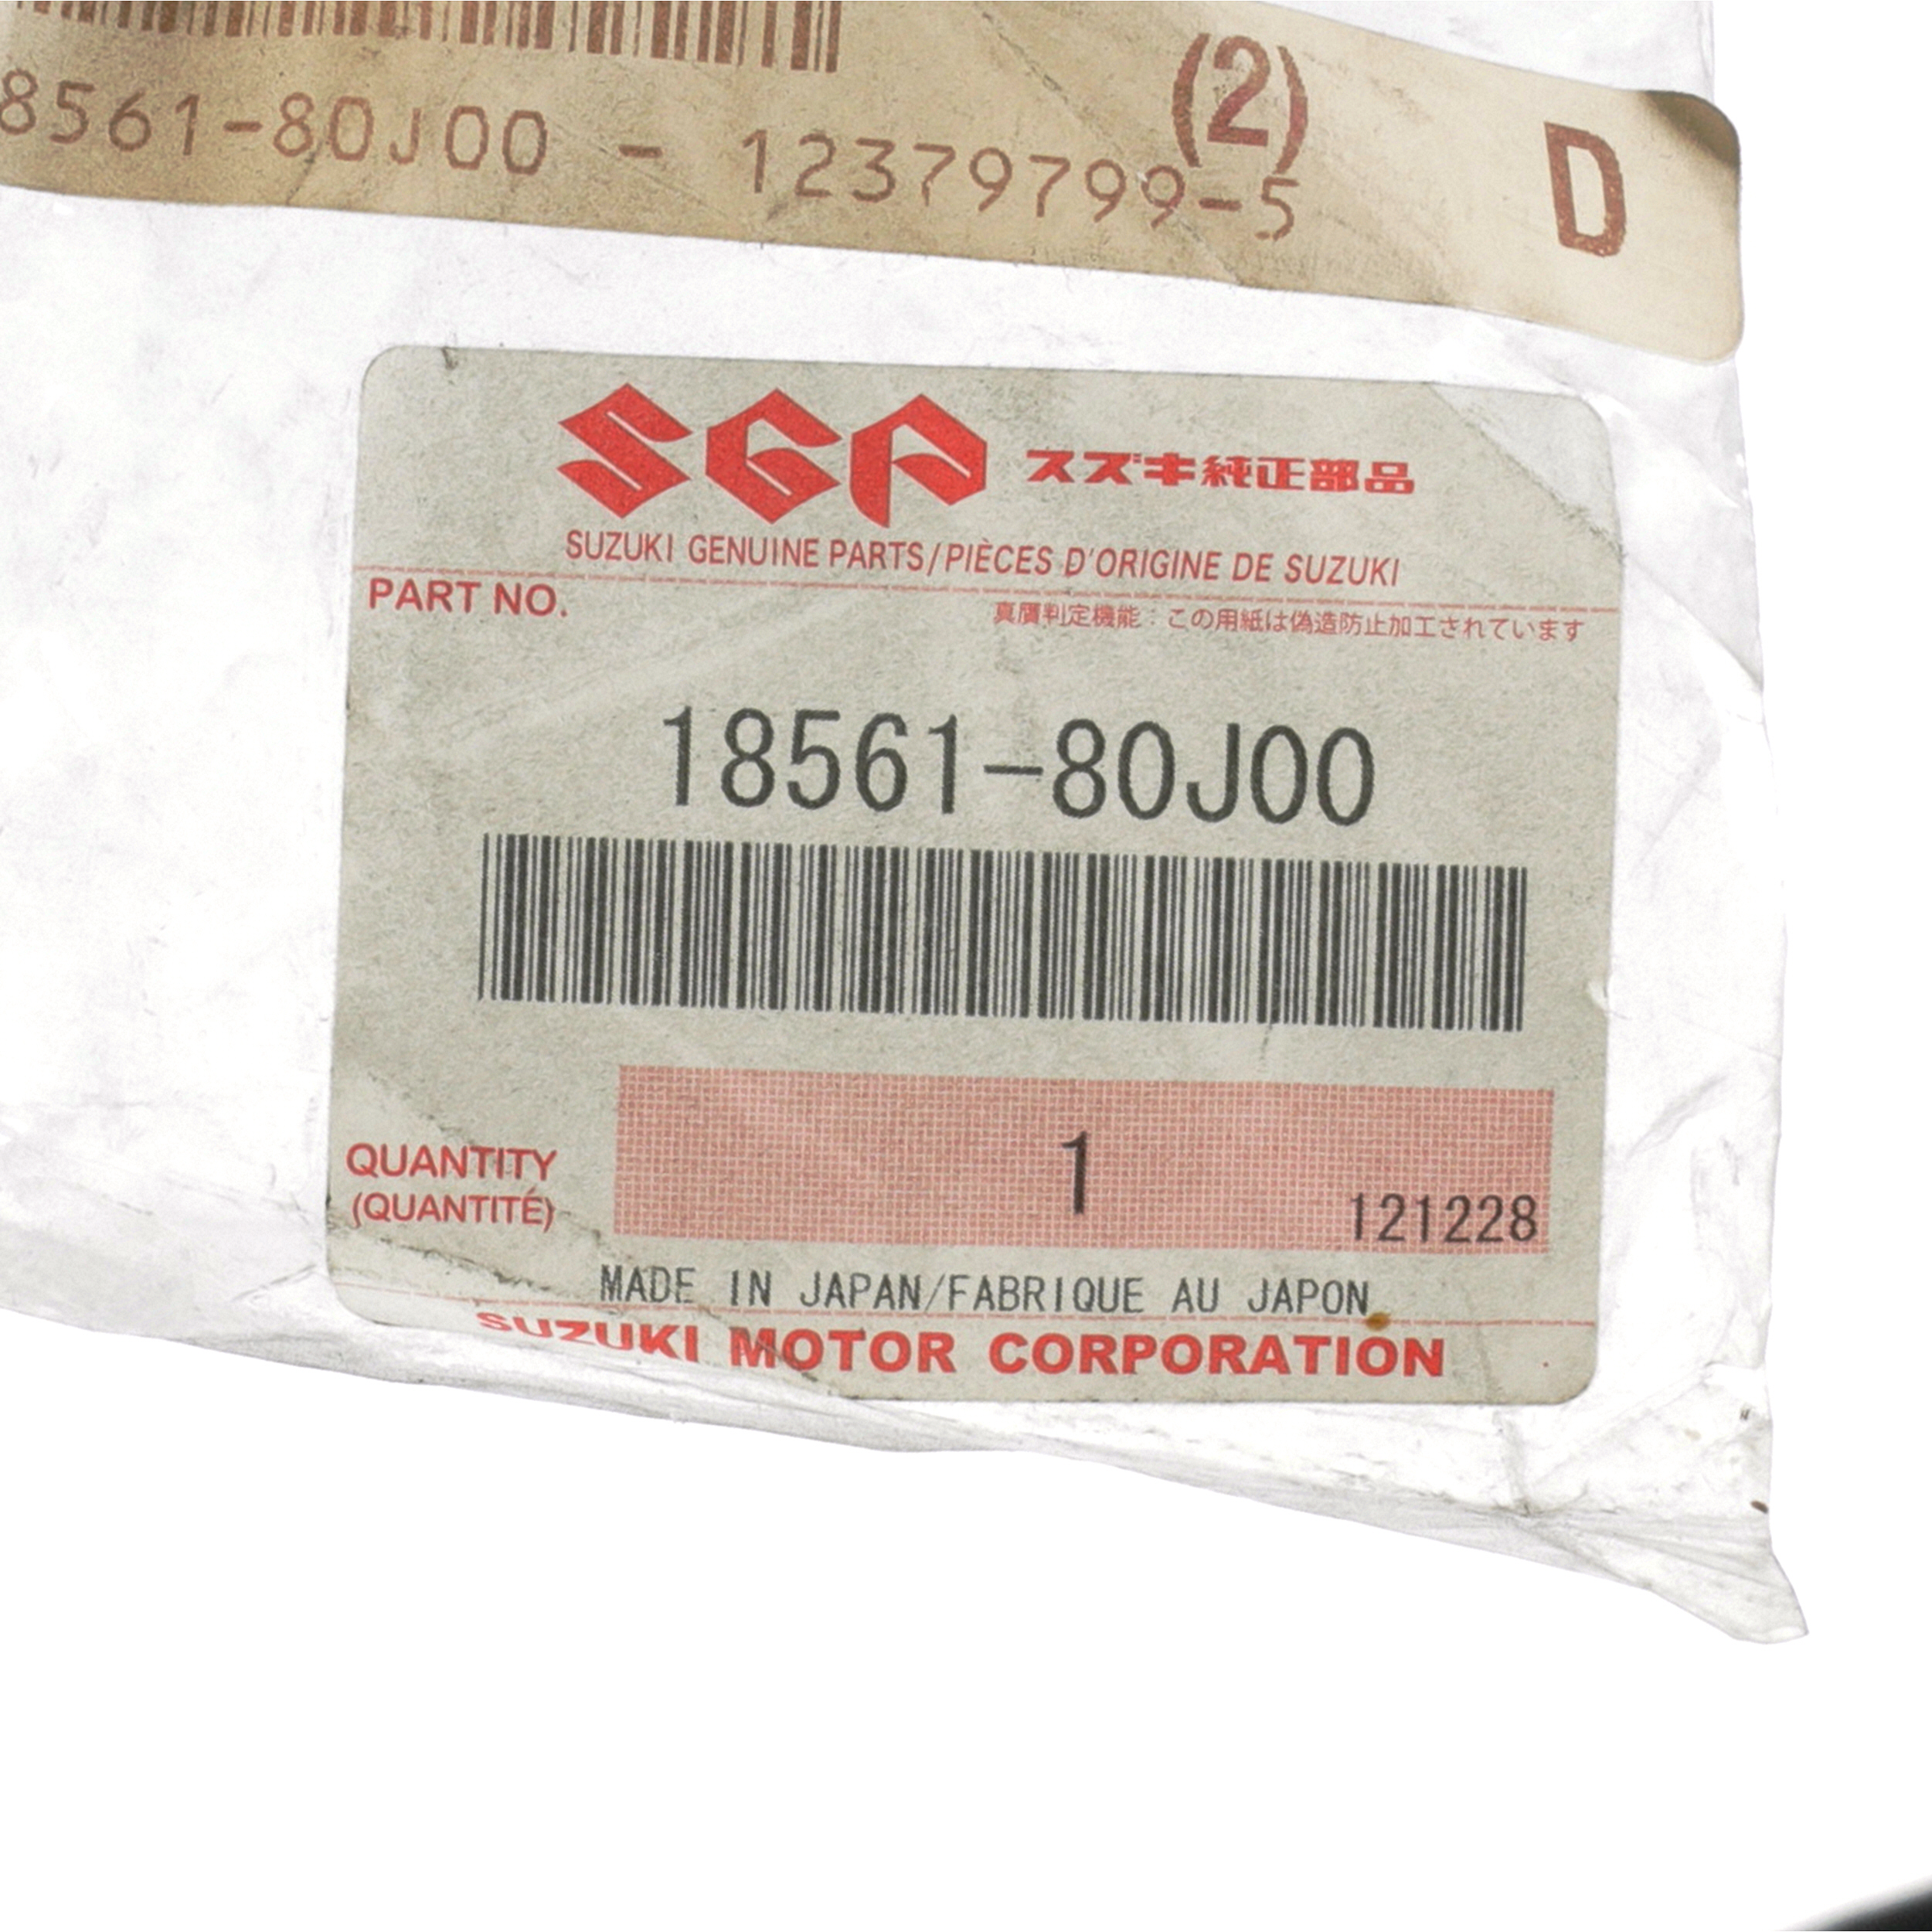 (2)
8561-80J00 - 12379799-5
D
SGP スズキ純正部品
SUZUKI GENUINE PARTS/PIÈCES D'ORIGINE DE SUZUKI
PART NO.
真贋判定機能：この用紙は偽造防止加工されています
18561-80J00
QUANTITY
(QUANTITÉ)
1
121228
MADE IN JAPAN/FABRIQUE AU JAPON
SUZUKI MOTOR CORPORATION